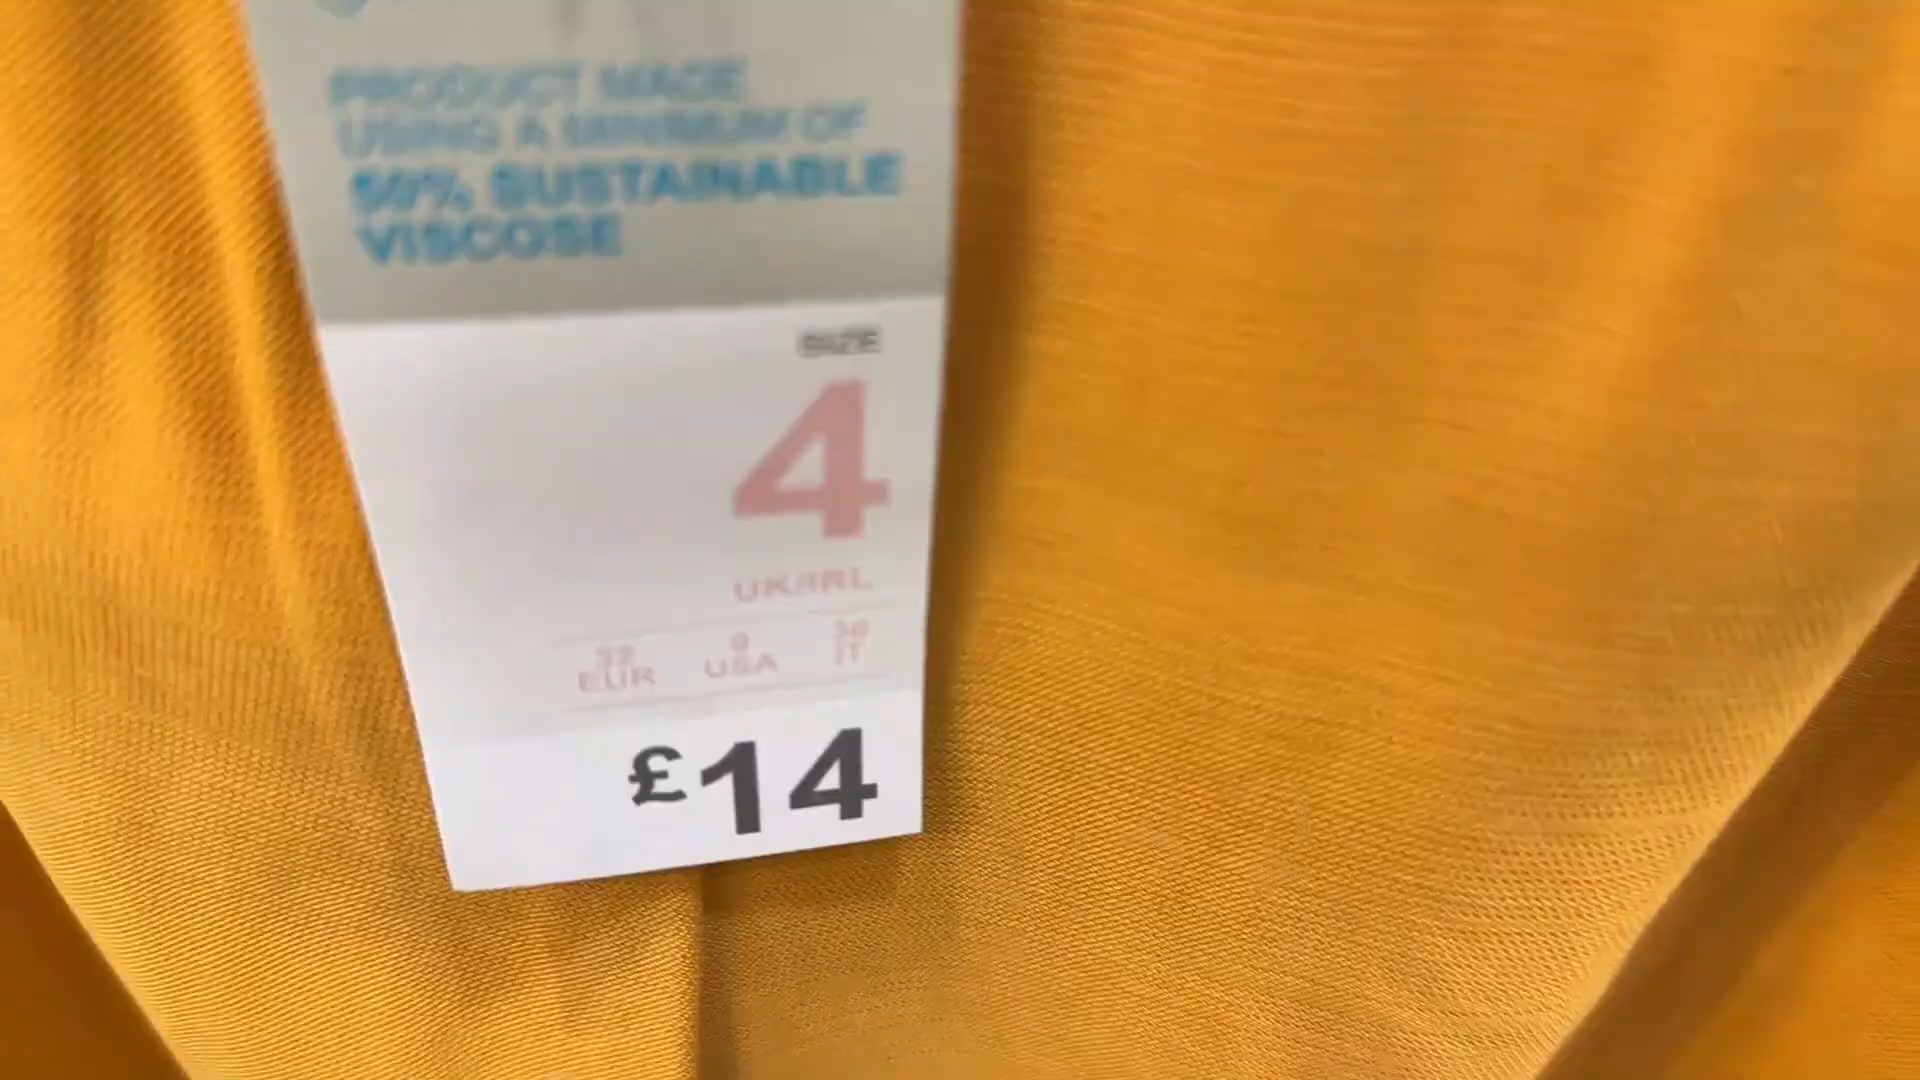 PRODUCT MADE
USING A MINIMUM OF
50% SUSTAINABLE
VISCOSE
SIZE
4
UK/IRL
32 0 36
EUR USA IT
£14